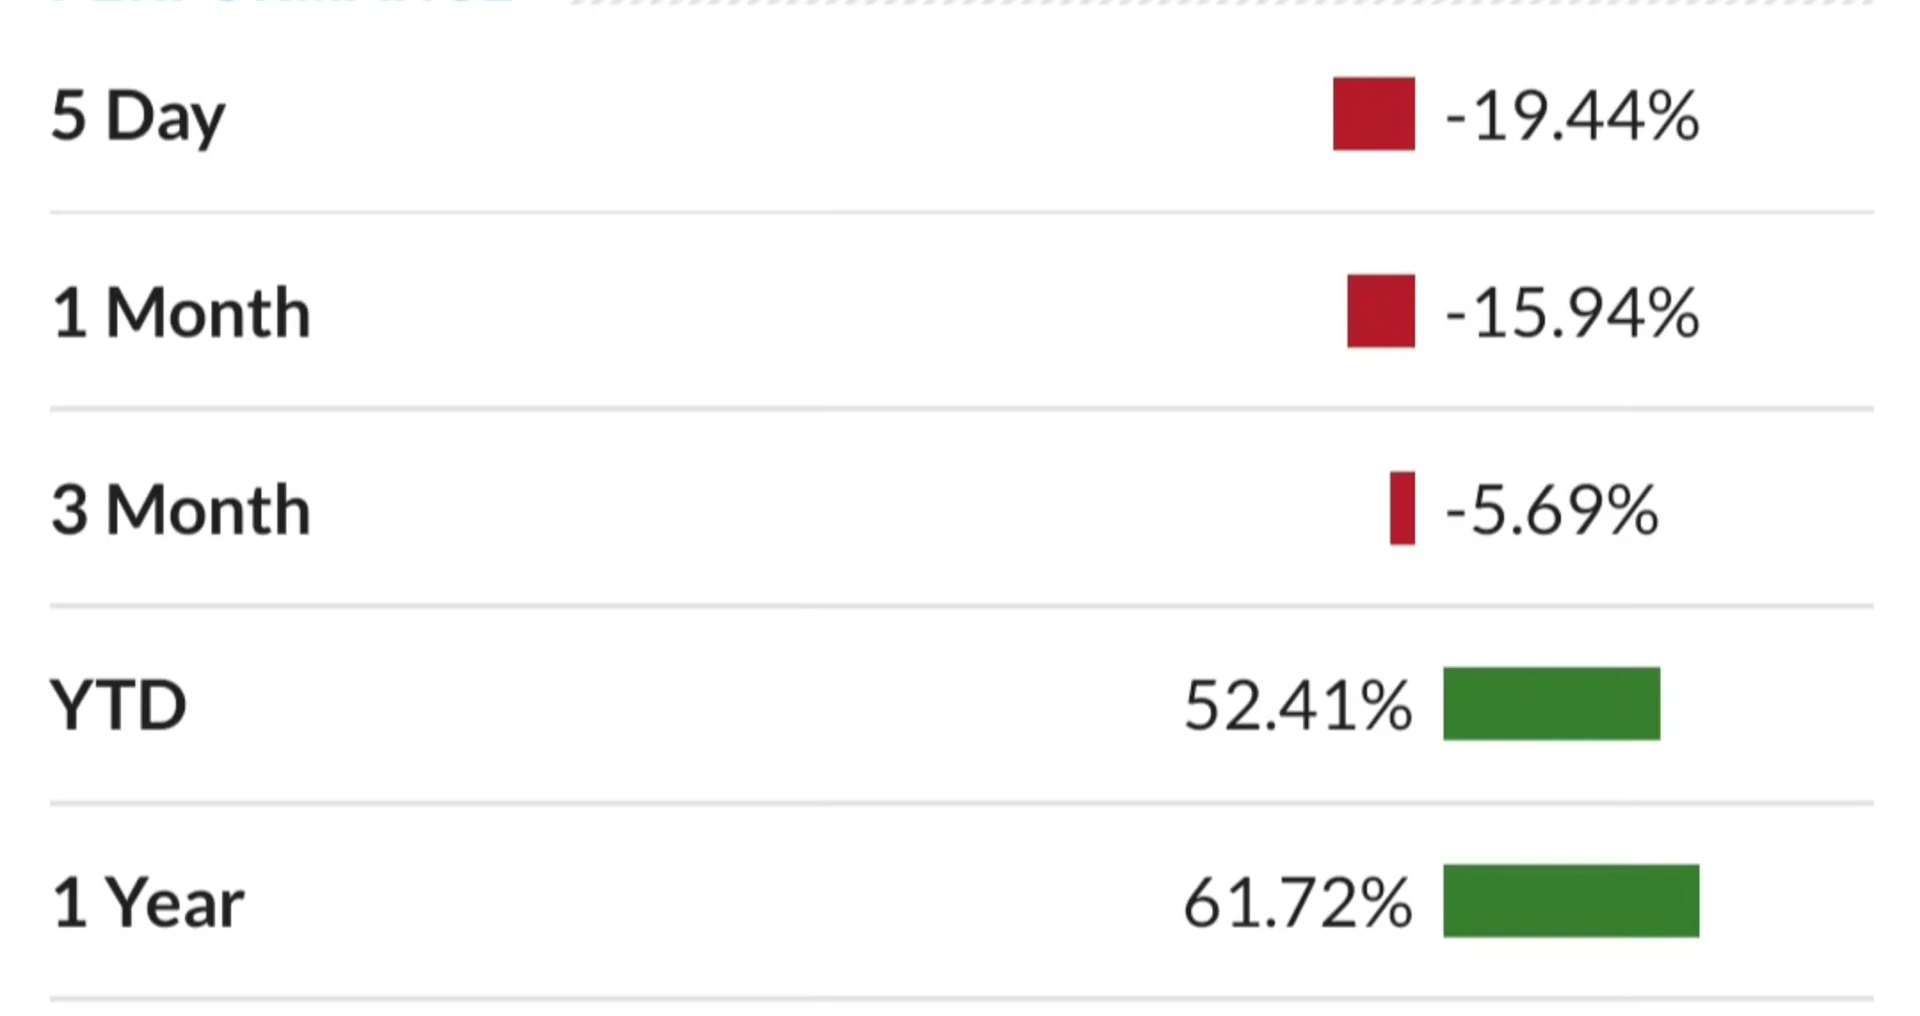 5 Day -19.44%
1 Month -15.94%
3 Month -5.69%
YTD 52.41%
1 Year 61.72%